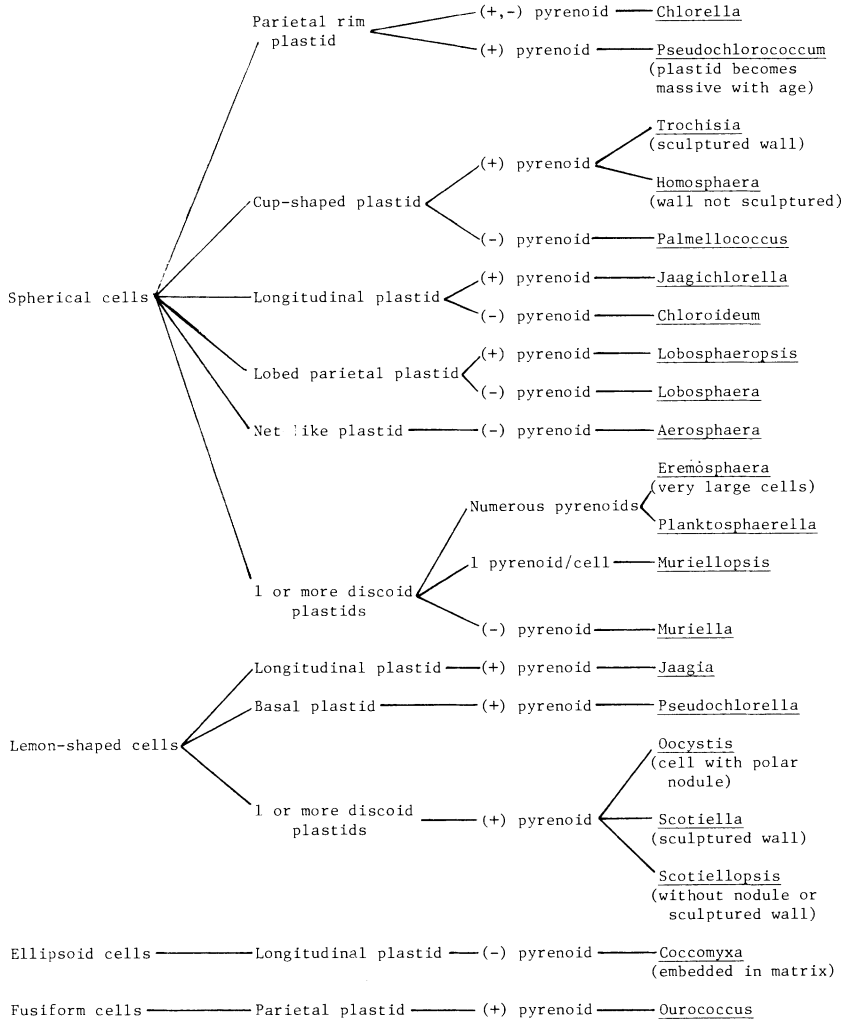 Parietal rim
plastid
(+,-) pyrenoid
Chlorella
(+) pyrenoid
Pseudochlorococcum
(plastid becomes
massive with age)
Spherical cells
Cup-shaped plastid
(+) pyrenoid
Trochisia
(sculptured wall)
Homosphaera
(wall not sculptured)
(-) pyrenoid
Palmellococcus
Longitudinal plastid
(+) pyrenoid
Jaagichlorella
(-) pyrenoid
Chloroideum
Lobed parietal plastid
(+) pyrenoid
Lobosphaeropsis
(-) pyrenoid
Lobosphaera
Net like plastid
(-) pyrenoid
Aerosphaera
1 or more discoid
plastids
Numerous pyrenoids
Eremosphaera
(very large cells)
Planktosphaerella
1 pyrenoid/cell
Muriellopsis
(-) pyrenoid
Muriella
Lemon-shaped cells
Longitudinal plastid
(+) pyrenoid
Jaagia
Basal plastid
(+) pyrenoid
Pseudochlorella
1 or more discoid
plastids
(+) pyrenoid
Oocystis
(cell with polar
nodule)
Scotiella
(sculptured wall)
Scotiellopsis
(without nodule or
sculptured wall)
Ellipsoid cells
Longitudinal plastid
(-) pyrenoid
Coccomyxa
(embedded in matrix)
Fusiform cells
Parietal plastid
(+) pyrenoid
Ourococcus